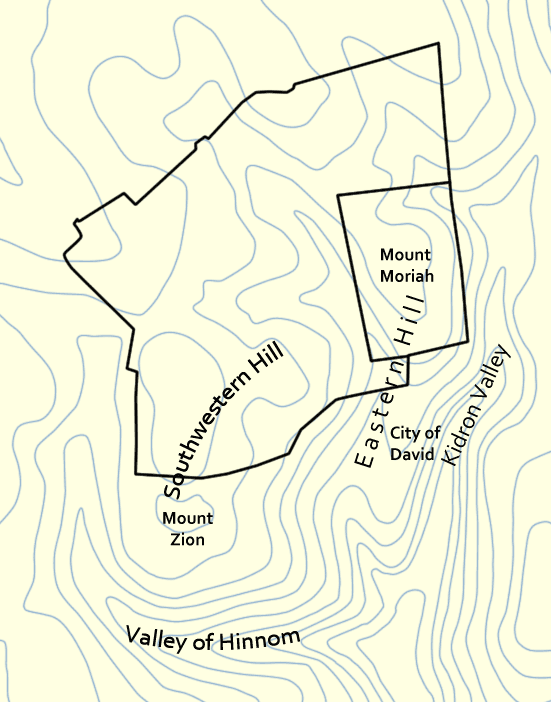 Mount
Moriah
Eastern Hill
Southwestern Hill
Kidron Valley
City of
David
Mount
Zion
Valley of Hinnom